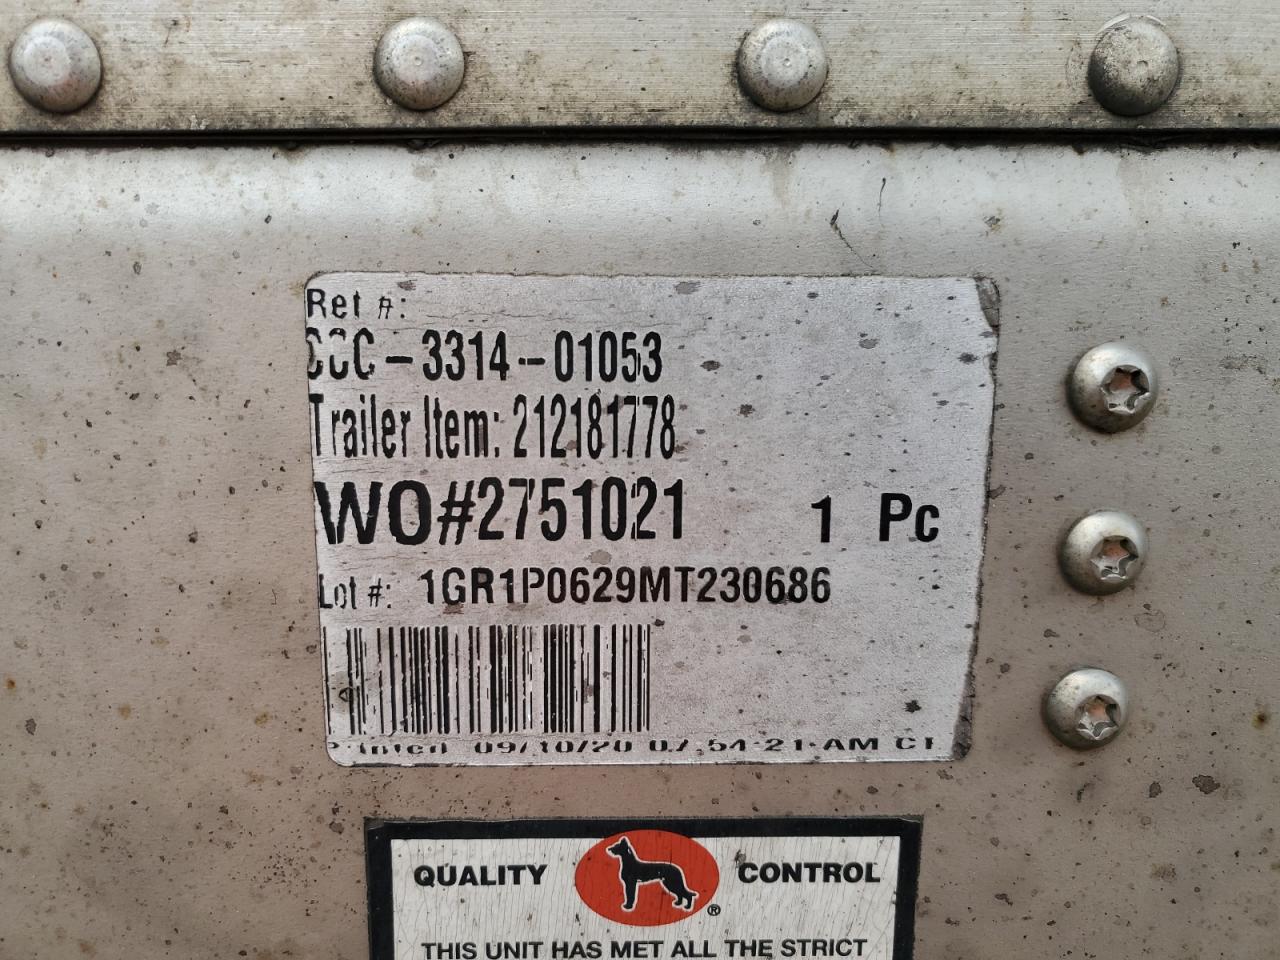 Ref #:
-3314-01053
Trailer Item: 212181778
WO#2751021 1 Pc
Lot #: 1GR1P0629MT230686
Printed 09/10/20 07:54:21 AM CT
QUALITY CONTROL
®
THIS UNIT HAS MET ALL THE STRICT